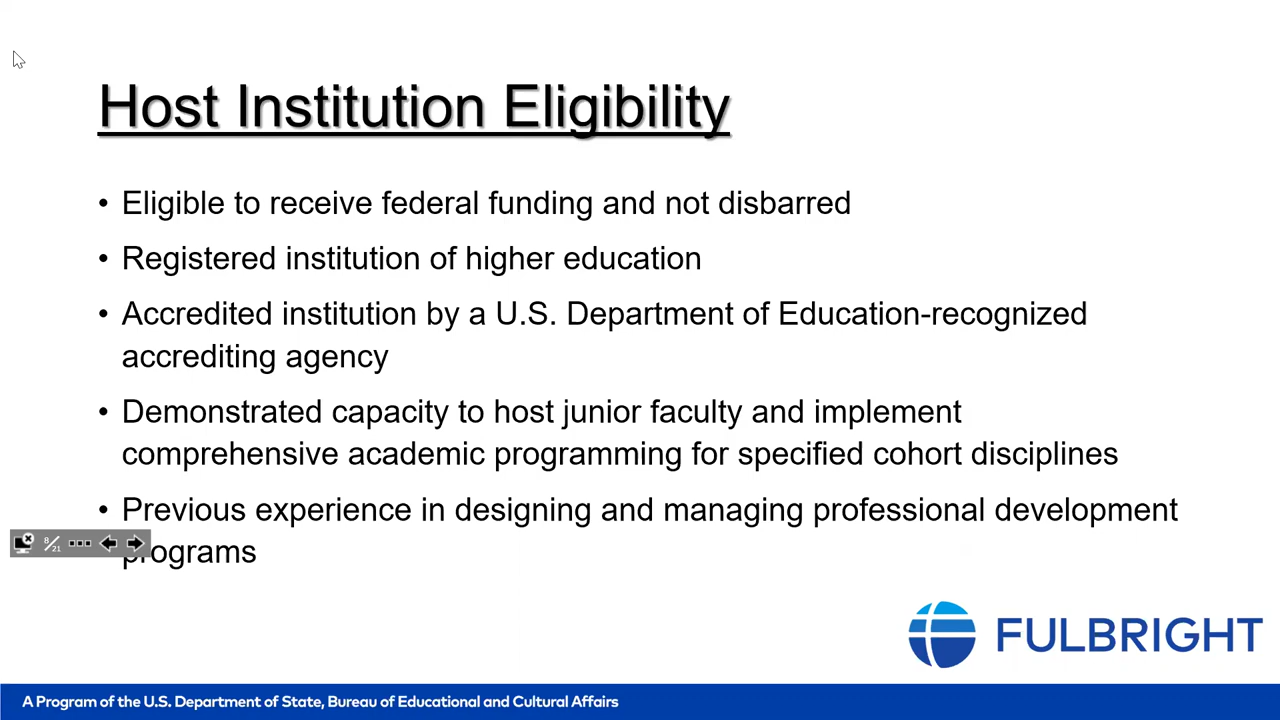 Host Institution Eligibility
• Eligible to receive federal funding and not disbarred
• Registered institution of higher education
• Accredited institution by a U.S. Department of Education-recognized
accrediting agency
• Demonstrated capacity to host junior faculty and implement
comprehensive academic programming for specified cohort disciplines
• Previous experience in designing and managing professional development
programs
8/21
FULBRIGHT
A Program of the U.S. Department of State, Bureau of Educational and Cultural Affairs